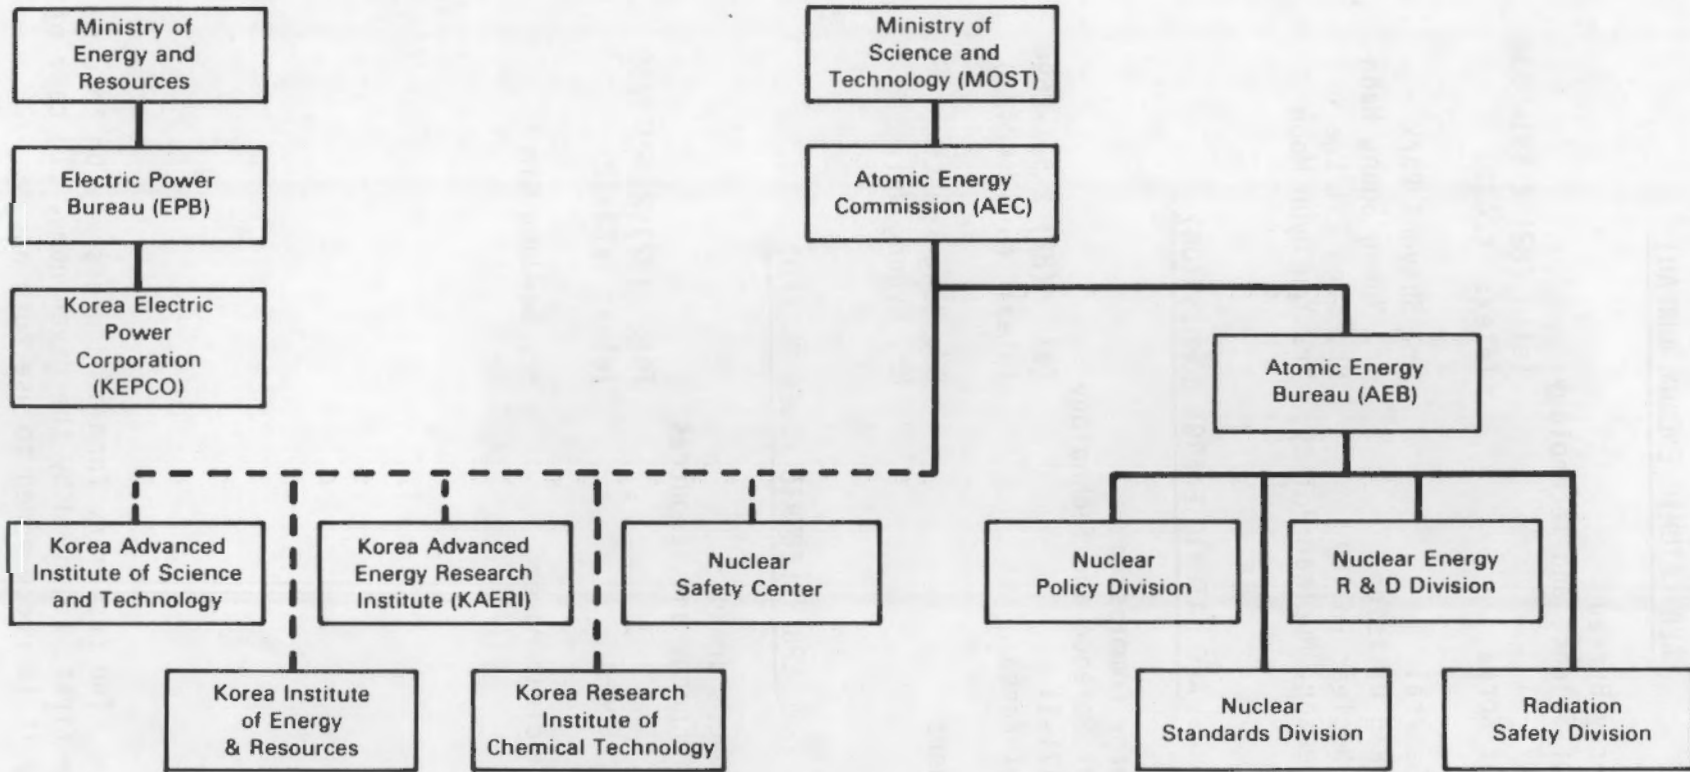 Ministry of
Energy and
Resources
Ministry of
Science and
Technology (MOST)
Electric Power
Bureau (EPB)
Atomic Energy
Commission (AEC)
Korea Electric
Power
Corporation
(KEPCO)
Atomic Energy
Bureau (AEB)
Korea Advanced
Institute of Science
and Technology
Korea Advanced
Energy Research
Institute (KAERI)
Nuclear
Safety Center
Nuclear
Policy Division
Nuclear Energy
R & D Division
Korea Institute
of Energy
& Resources
Korea Research
Institute of
Chemical Technology
Nuclear
Standards Division
Radiation
Safety Division